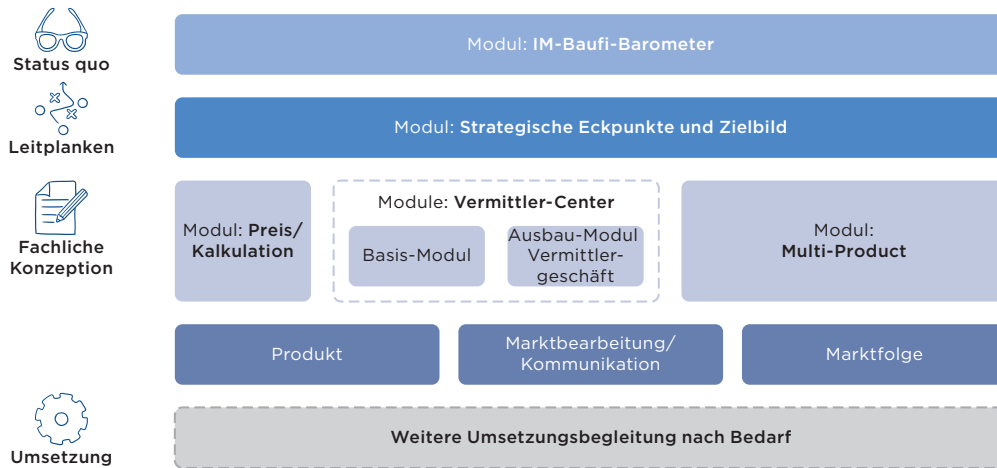 Status quo
Modul: IM-Baufi-Barometer
Leitplanken
Modul: Strategische Eckpunkte und Zielbild
Fachliche
Konzeption
Modul: Preis/
Kalkulation
Module: Vermittler-Center
Basis-Modul
Ausbau-Modul
Vermittler-
geschäft
Modul:
Multi-Product
Produkt
Marktbearbeitung/
Kommunikation
Marktfolge
Umsetzung
Weitere Umsetzungsbegleitung nach Bedarf